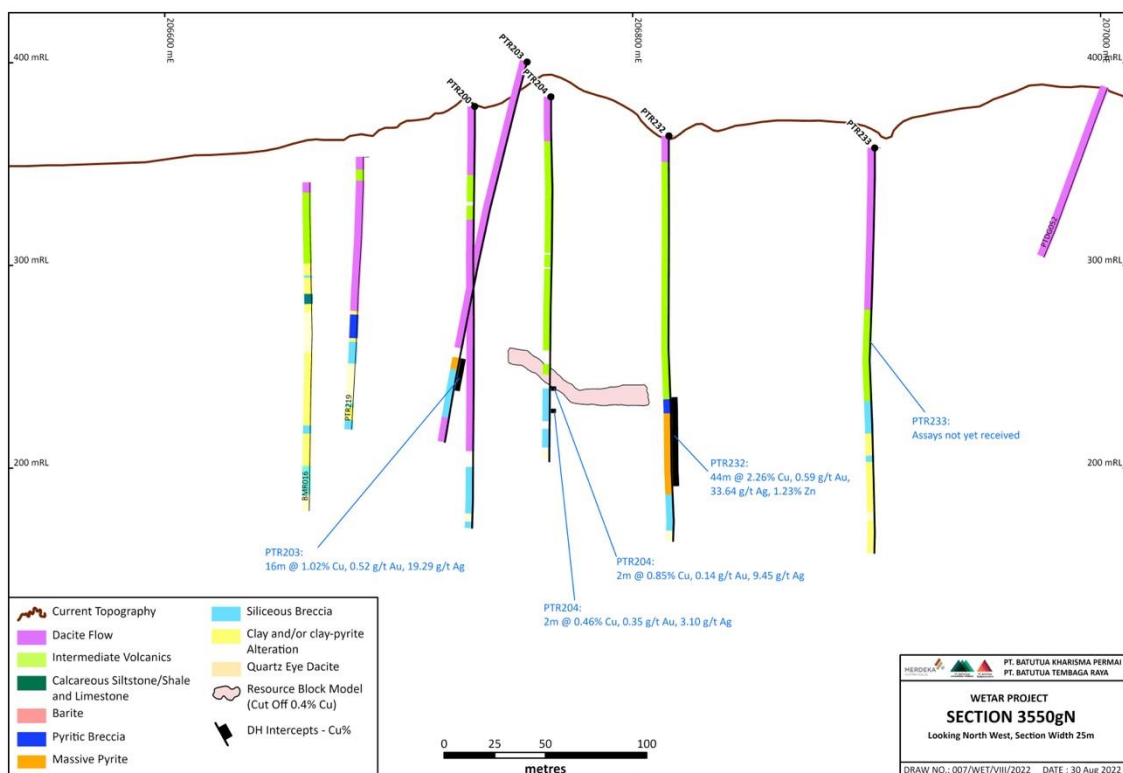 206600 mE
206800 mE
207000 mE
400 mRL
400 mRL
PTR203
PTR200
PTR204
PTR232
PTR233
300 mRL
300 mRL
PTDG052
PTR219
BMR016
200 mRL
200 mRL
PTR233:
Assays not yet received
PTR232:
44m @ 2.26% Cu, 0.59 g/t Au,
33.64 g/t Ag, 1.23% Zn
PTR203:
16m @ 1.02% Cu, 0.52 g/t Au, 19.29 g/t Ag
PTR204:
2m @ 0.85% Cu, 0.14 g/t Au, 9.45 g/t Ag
PTR204:
2m @ 0.46% Cu, 0.35 g/t Au, 3.10 g/t Ag
Current Topography
Dacite Flow
Intermediate Volcanics
Calcareous Siltstone/Shale
and Limestone
Barite
Pyritic Breccia
Massive Pyrite
Siliceous Breccia
Clay and/or clay-pyrite
Alteration
Quartz Eye Dacite
Resource Block Model
(Cut Off 0.4% Cu)
DH Intercepts - Cu%
0 25 50 100
metres
MERDEKA
PT. BATUTUA KHARISMA PERMAI
PT. BATUTUA TEMBAGA RAYA
WETAR PROJECT
SECTION 3550gN
Looking North West, Section Width 25m
DRAW NO.: 007/WET/VIII/2022 DATE : 30 Aug 2022